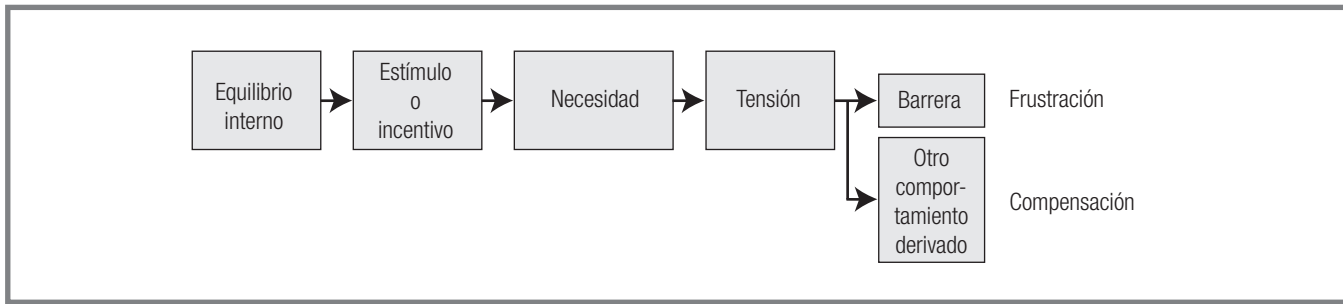 Equilibrio
interno
Estímulo
o
incentivo
Necesidad
Tensión
Barrera
Frustración
Otro
compor-
tamiento
derivado
Compensación